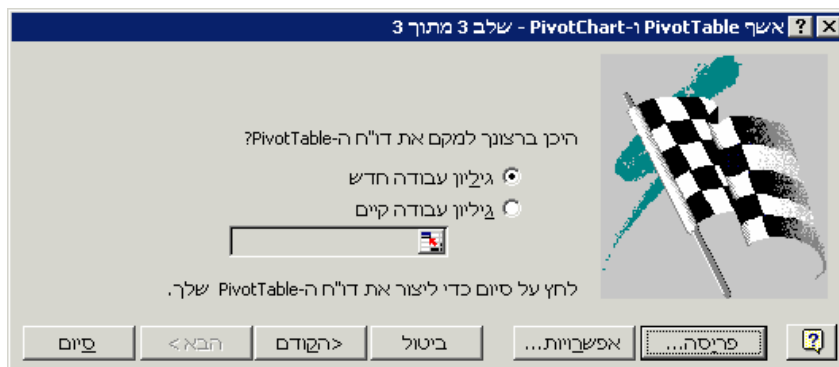 אשף PivotTable ו-PivotChart - שלב 3 מתוך 3
היכן ברצונך למקם את דו"ח ה-PivotTable?
גיליון עבודה חדש
גיליון עבודה קיים
לחץ על סיום כדי ליצור את דו"ח ה-PivotTable שלך.
פריסה... אפשרויות... ביטול <הקודם הבא> סיום